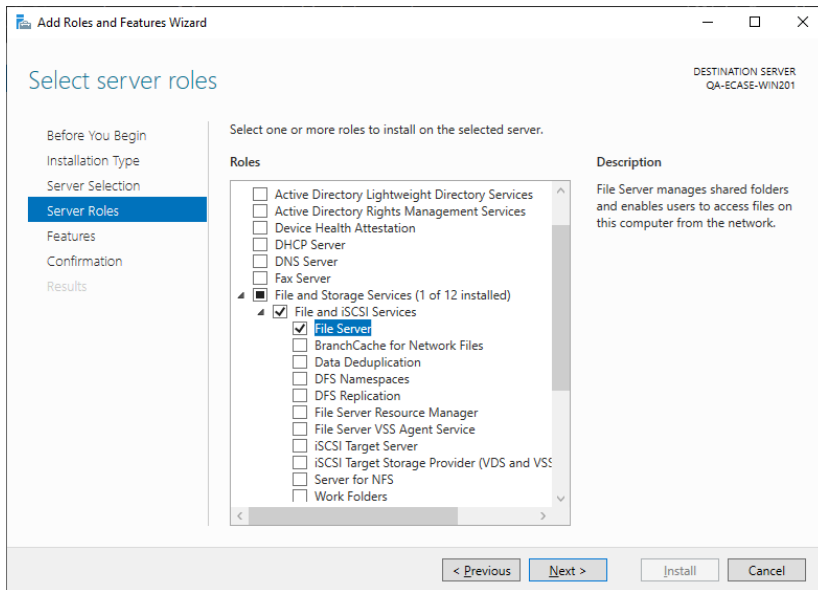 Add Roles and Features Wizard
Select server roles
DESTINATION SERVER
QA-ECASE-WIN201
Before You Begin
Installation Type
Server Selection
Server Roles
Features
Confirmation
Results
Select one or more roles to install on the selected server.
Roles
Active Directory Lightweight Directory Services
Active Directory Rights Management Services
Device Health Attestation
DHCP Server
DNS Server
Fax Server
File and Storage Services (1 of 12 installed)
File and iSCSI Services
File Server
BranchCache for Network Files
Data Deduplication
DFS Namespaces
DFS Replication
File Server Resource Manager
File Server VSS Agent Service
iSCSI Target Server
iSCSI Target Storage Provider (VDS and VSS
Server for NFS
Work Folders
Description
File Server manages shared folders
and enables users to access files on
this computer from the network.
< Previous
Next >
Install
Cancel